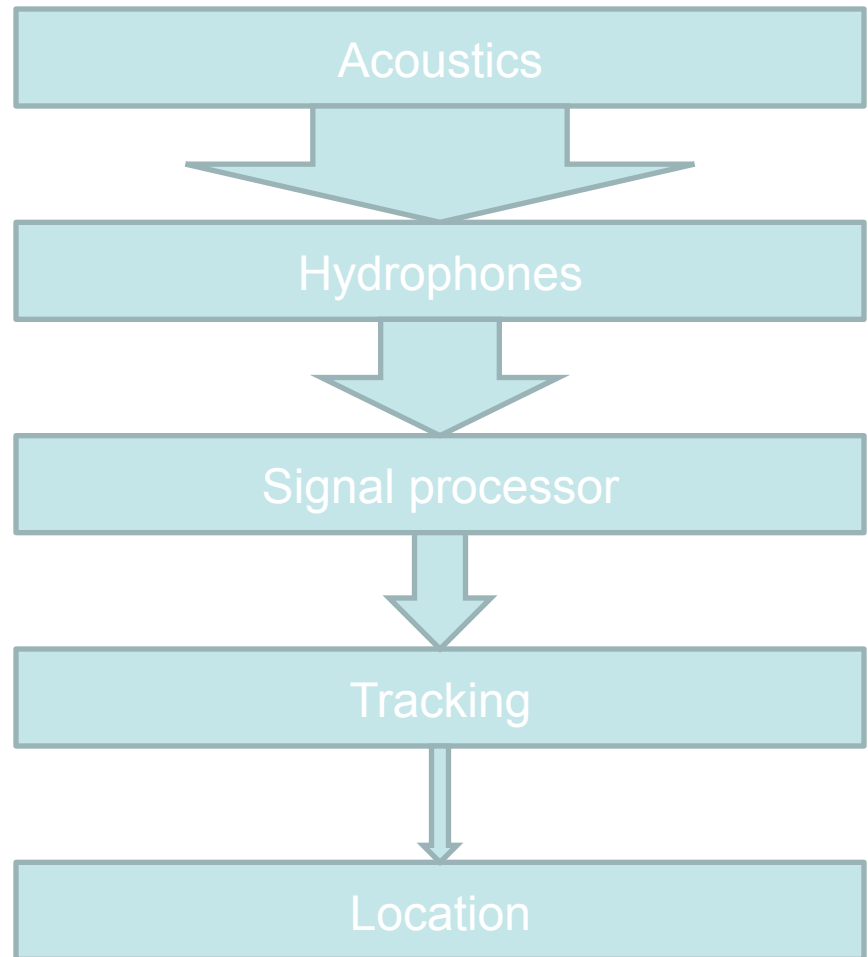 Acoustics
Hydrophones
Signal processor
Tracking
Location